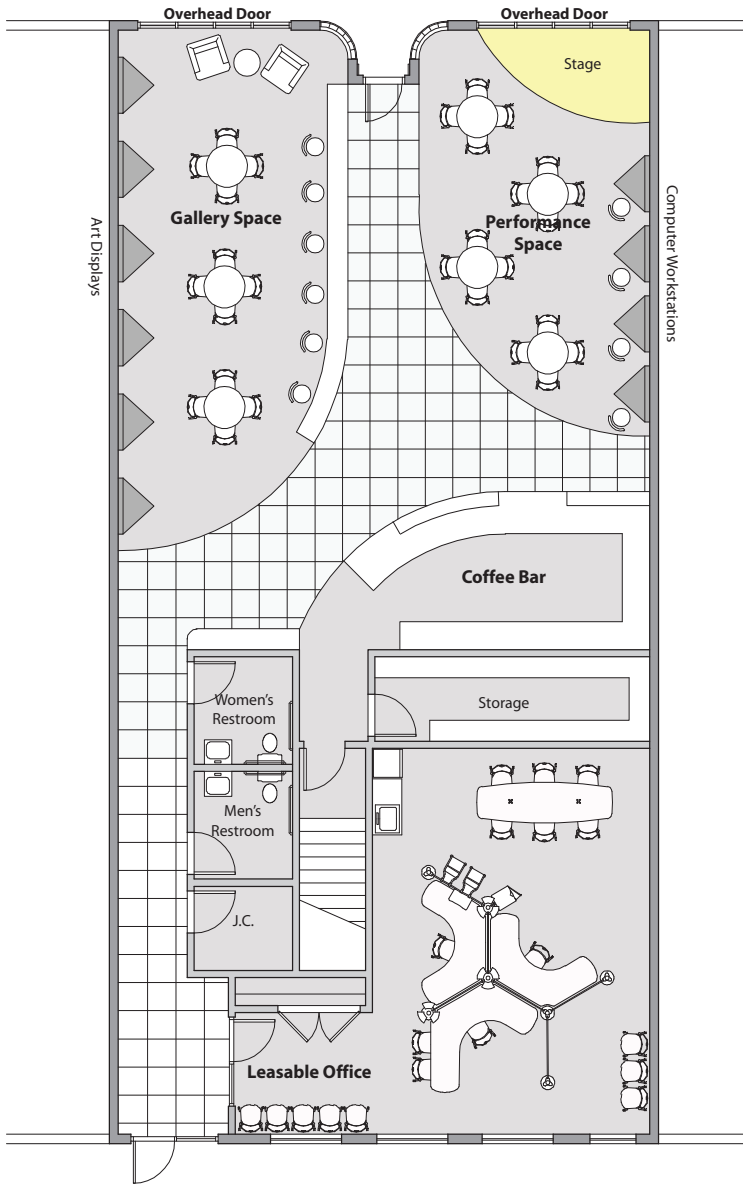 Overhead Door
Overhead Door
Stage
Gallery Space
Performance
Space
Art Displays
Computer Workstations
Coffee Bar
Storage
Women's
Restroom
Men's
Restroom
J.C.
Leasable Office